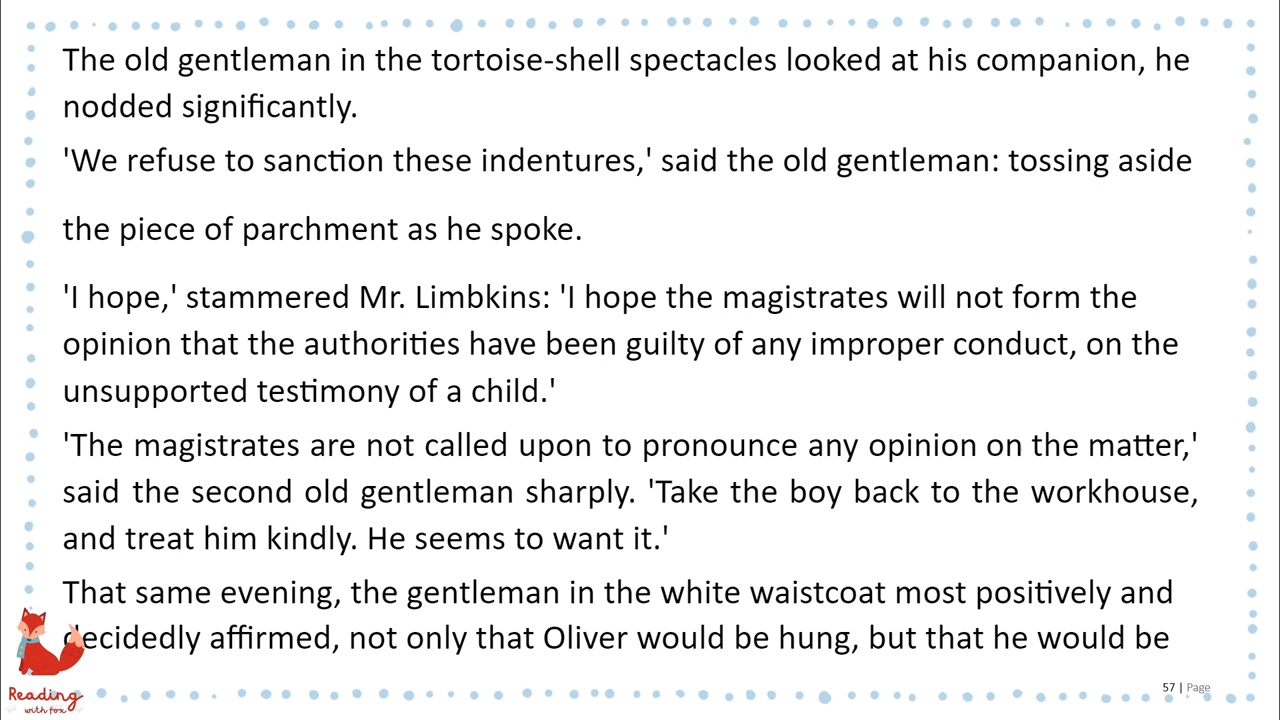 The old gentleman in the tortoise-shell spectacles looked at his companion, he
nodded significantly.
'We refuse to sanction these indentures,' said the old gentleman: tossing aside
the piece of parchment as he spoke.
'I hope,' stammered Mr. Limbkins: 'I hope the magistrates will not form the
opinion that the authorities have been guilty of any improper conduct, on the
unsupported testimony of a child.'
'The magistrates are not called upon to pronounce any opinion on the matter,'
said the second old gentleman sharply. 'Take the boy back to the workhouse,
and treat him kindly. He seems to want it.'
That same evening, the gentleman in the white waistcoat most positively and
decidedly affirmed, not only that Oliver would be hung, but that he would be
57 | Page
Reading
with fox